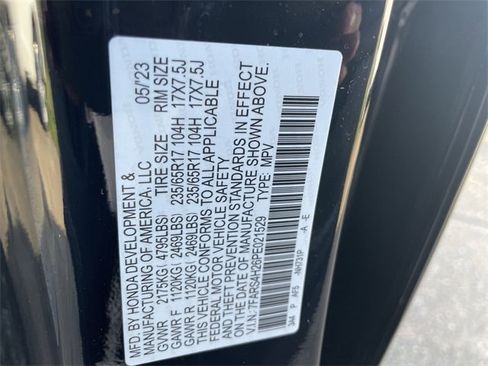 MFD. BY HONDA DEVELOPMENT & 05/23
MANUFACTURING OF AMERICA, LLC
TIRE SIZE RIM SIZE
GVWR 2175KG( 4795LBS)
GAWR F 1120KG( 2469LBS) 235/65R17 104H 17X7.5J
GAWR R 1120KG( 2469LBS) 235/65R17 104H 17X7.5J
THIS VEHICLE CONFORMS TO ALL APPLICABLE
FEDERAL MOTOR VEHICLE SAFETY
AND THEFT PREVENTION STANDARDS IN EFFECT
ON THE DATE OF MANUFACTURE SHOWN ABOVE.
V.I.N.: 7FARS4H26PE021529 TYPE: MPV
NH731P
3A4 P AF5 -A -E